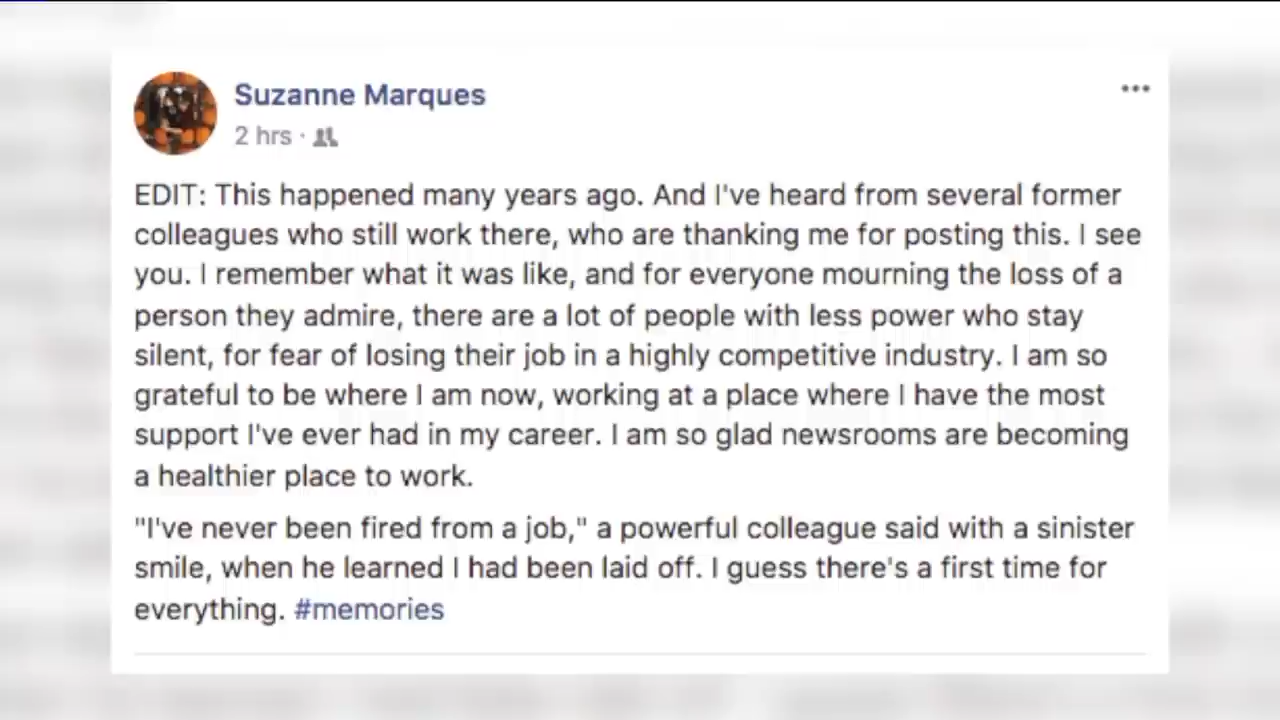 Suzanne Marques
2 hrs ·
EDIT: This happened many years ago. And I've heard from several former
colleagues who still work there, who are thanking me for posting this. I see
you. I remember what it was like, and for everyone mourning the loss of a
person they admire, there are a lot of people with less power who stay
silent, for fear of losing their job in a highly competitive industry. I am so
grateful to be where I am now, working at a place where I have the most
support I've ever had in my career. I am so glad newsrooms are becoming
a healthier place to work.
"I've never been fired from a job," a powerful colleague said with a sinister
smile, when he learned I had been laid off. I guess there's a first time for
everything. #memories